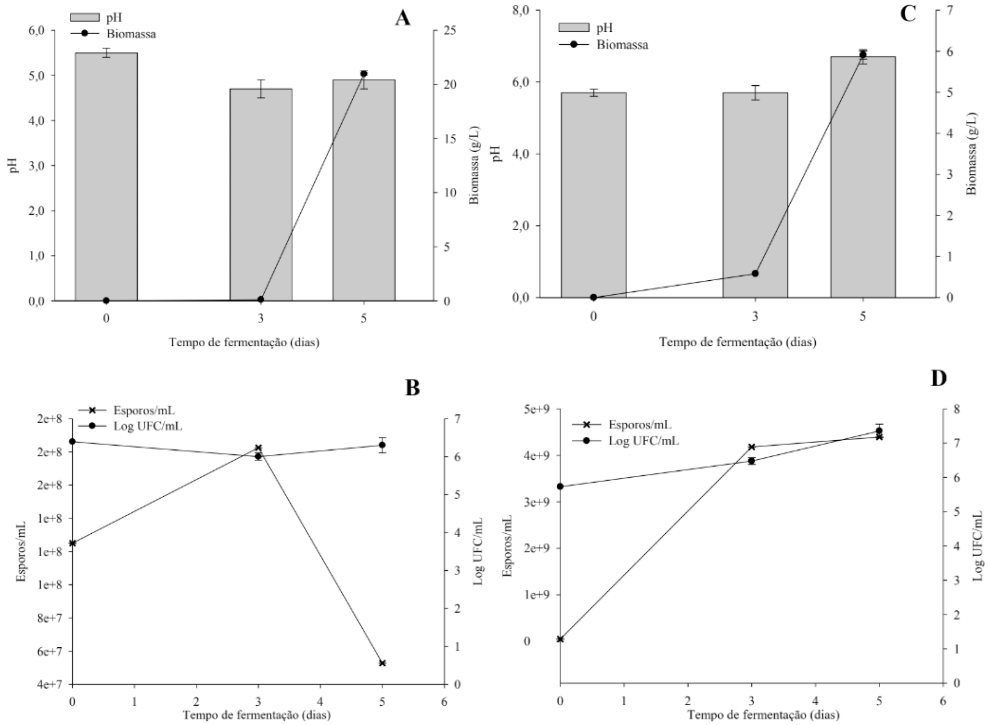 A
pH
Biomassa
6,0
5,0
4,0
3,0
2,0
1,0
0,0
pH
25
20
15
10
5
0
Biomassa (g/L)
0 3 5
Tempo de fermentação (dias)
C
pH
Biomassa
8,0
6,0
4,0
2,0
0,0
pH
7
6
5
4
3
2
1
0
Biomassa (g/L)
0 3 5
Tempo de fermentação (dias)
B
Esporos/mL
Log UFC/mL
2e+8
2e+8
2e+8
1e+8
1e+8
1e+8
8e+7
6e+7
4e+7
Esporos/mL
7
6
5
4
3
2
1
0
Log UFC/mL
0 1 2 3 4 5 6
Tempo de fermentação (dias)
D
Esporos/mL
Log UFC/mL
5e+9
4e+9
3e+9
2e+9
1e+9
0
Esporos/mL
8
7
6
5
4
3
2
1
0
Log UFC/mL
0 1 2 3 4 5 6
Tempo de fermentação (dias)